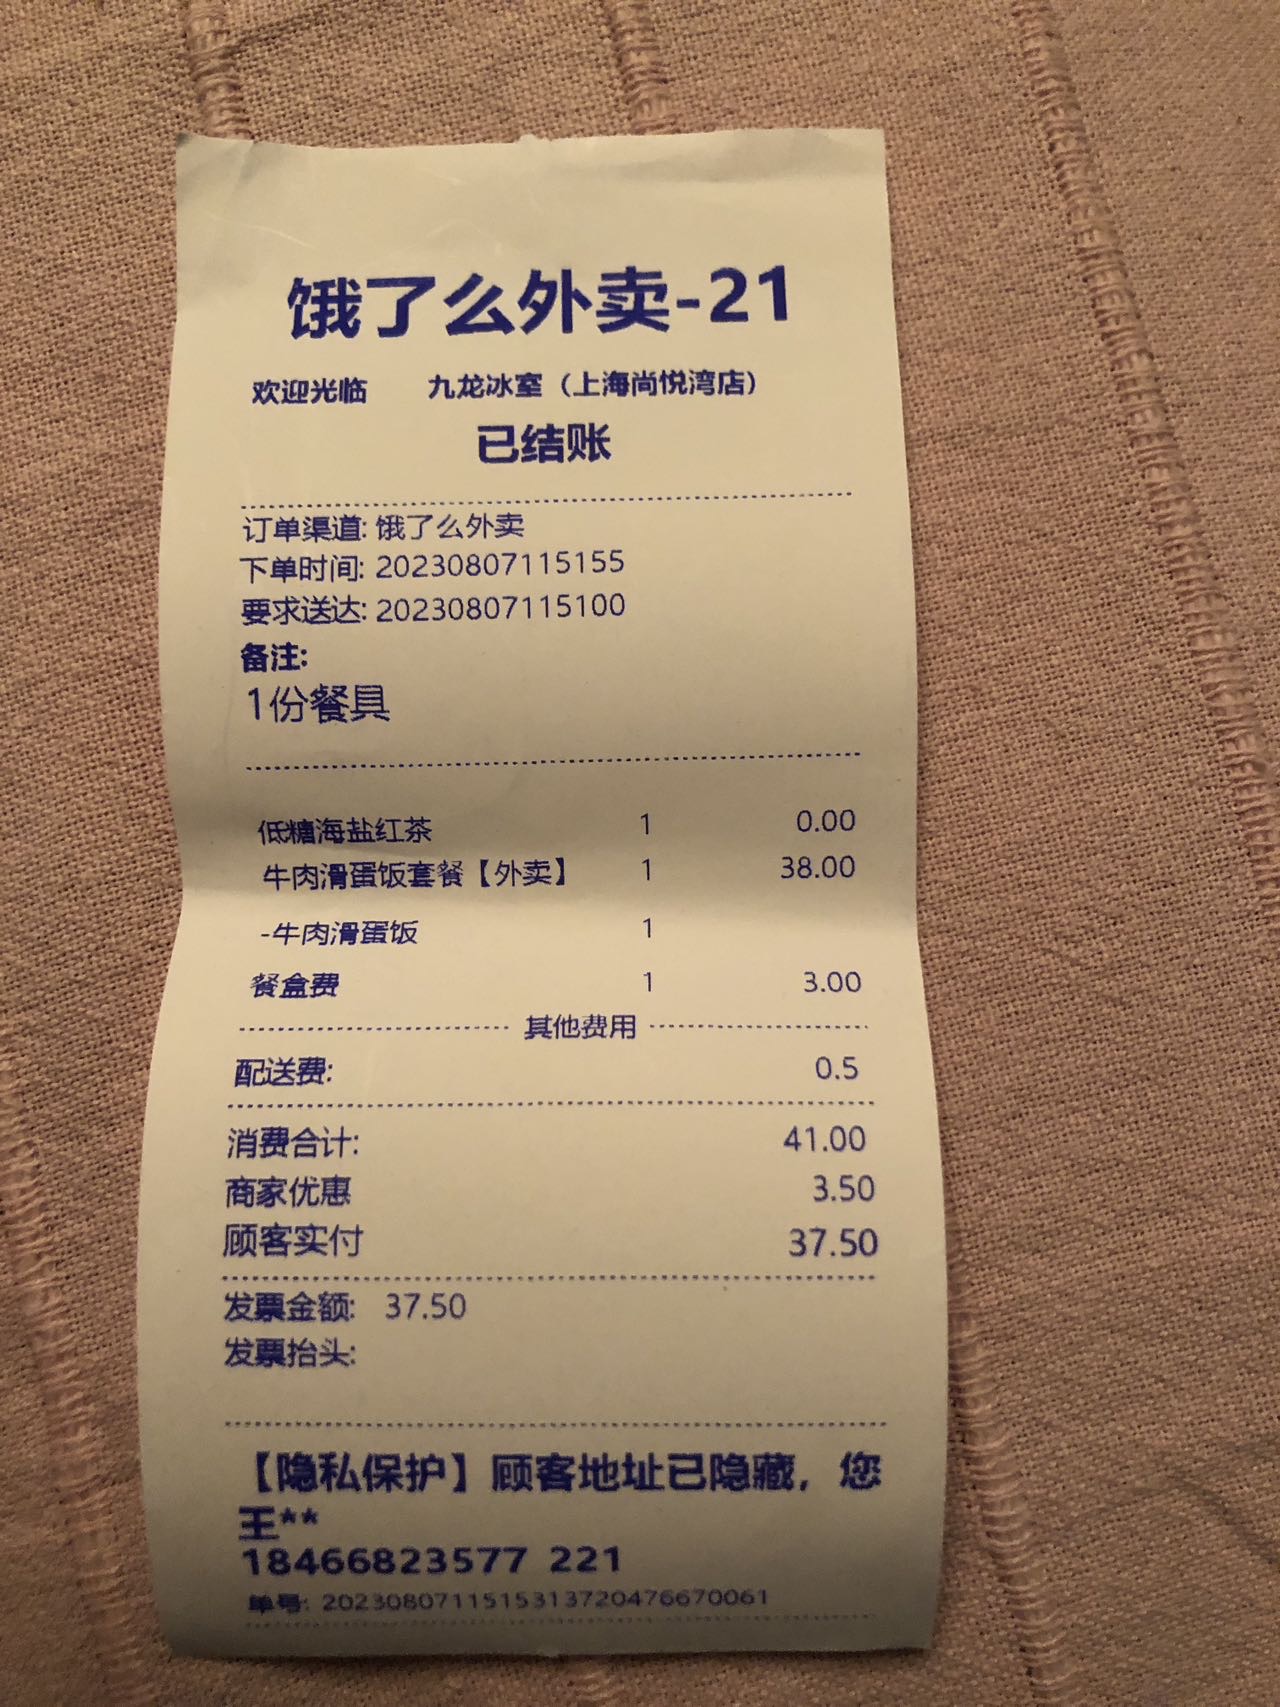 饿了么外卖-21
欢迎光临 九龙冰室（上海尚悦湾店）
已结账
订单渠道: 饿了么外卖
下单时间: 20230807115155
要求送达: 20230807115100
备注:
1份餐具
低糖海盐红茶 1 0.00
牛肉滑蛋饭套餐【外卖】 1 38.00
-牛肉滑蛋饭 1
餐盒费 1 3.00
其他费用
配送费: 0.5
消费合计: 41.00
商家优惠 3.50
顾客实付 37.50
发票金额: 37.50
发票抬头:
【隐私保护】顾客地址已隐藏，您
王**
18466823577 221
单号: 20230807115153137204766​70061